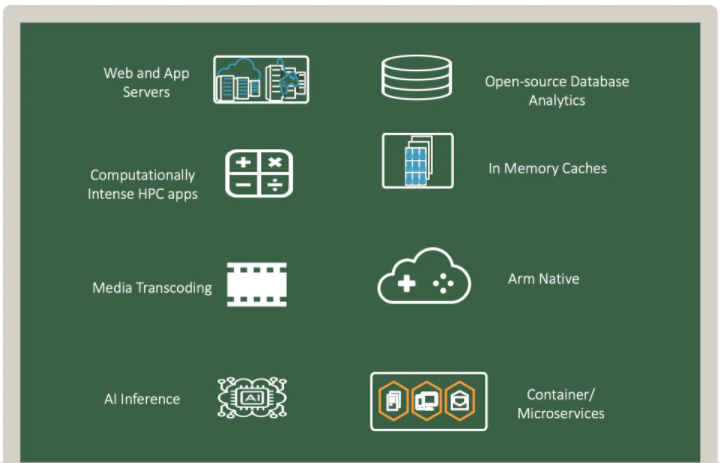 Web and App
Servers
Open-source Database
Analytics
Computationally
Intense HPC apps
In Memory Caches
Media Transcoding
Arm Native
AI Inference
AI
Container/
Microservices